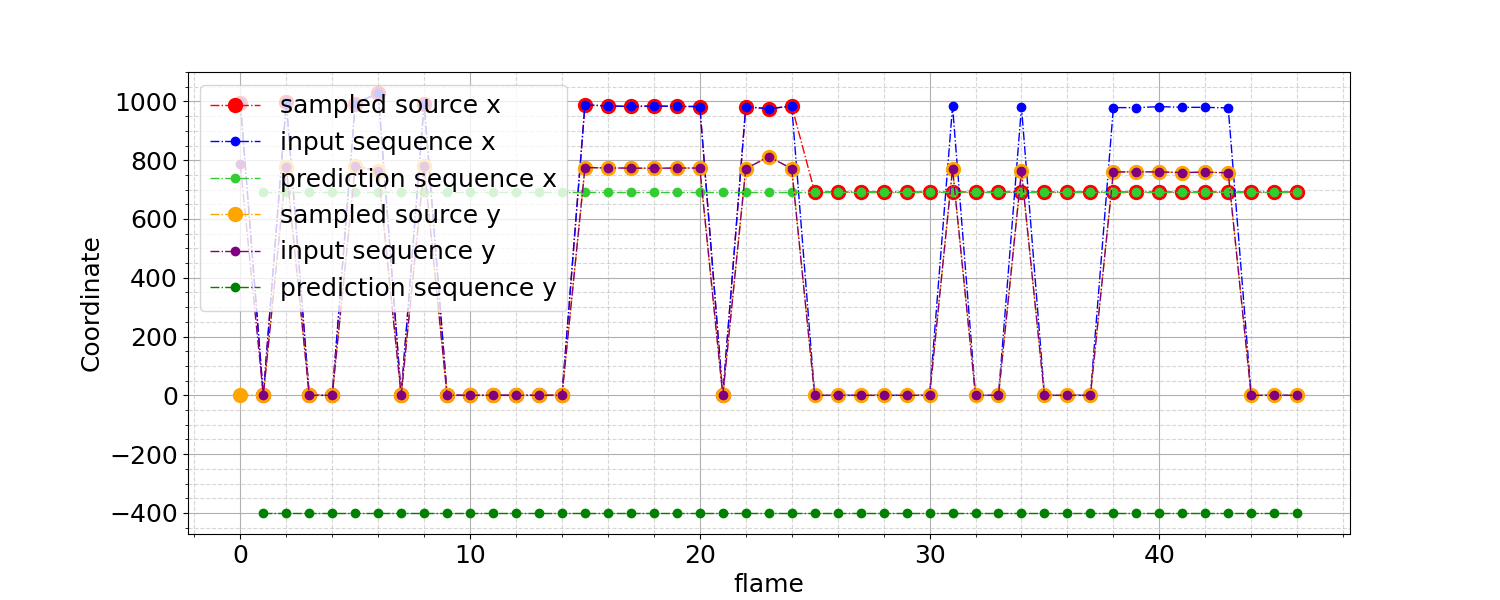 1000
800
600
400
200
0
−200
−400
Coordinate
sampled source x
input sequence x
prediction sequence x
sampled source y
input sequence y
prediction sequence y
0 10 20 30 40
flame